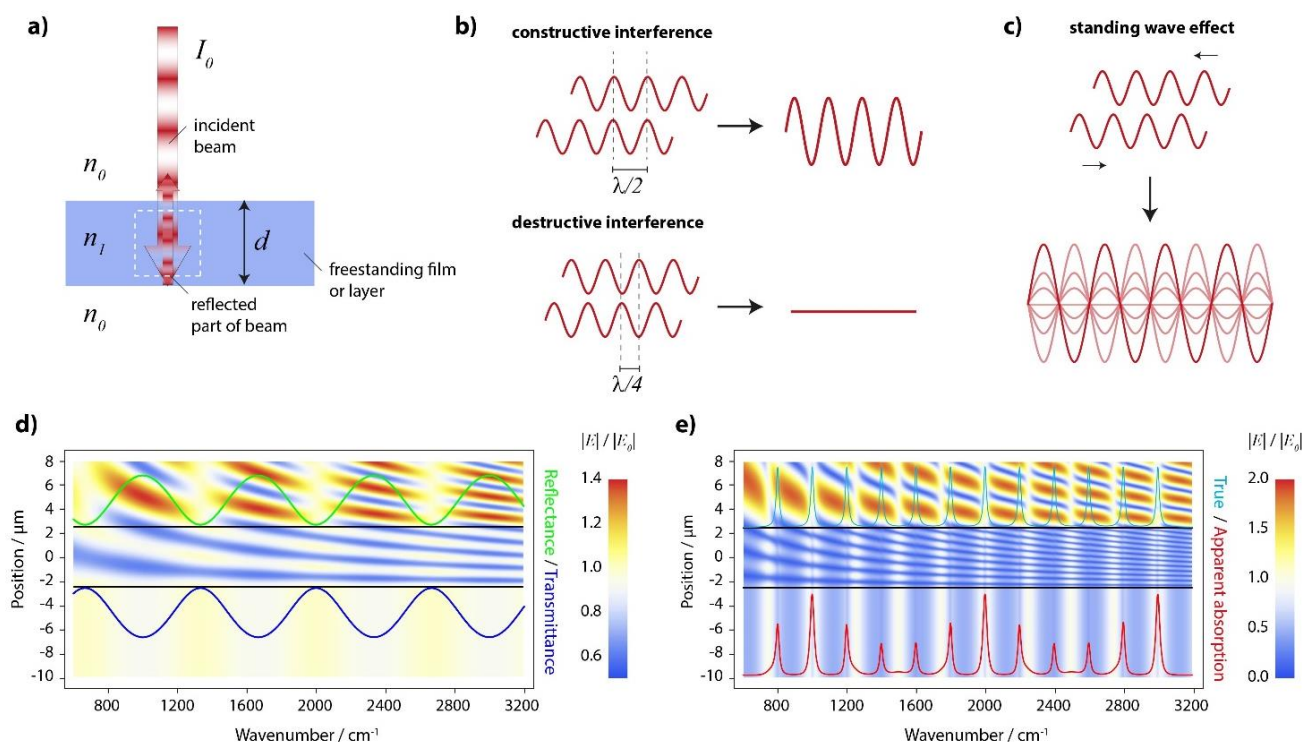 a)
I₀
incident
beam
n₀
n₁
d
freestanding film
or layer
reflected
part of beam
n₀
b)
constructive interference
λ/2
destructive interference
λ/4
c)
standing wave effect
d)
|E| / |E₀|
8
6
4
2
0
-2
-4
-6
-8
-10
Position / μm
800
1200
1600
2000
2400
2800
3200
Wavenumber / cm⁻¹
Reflectance / Transmittance
1.4
1.2
1.0
0.8
0.6
e)
|E| / |E₀|
8
6
4
2
0
-2
-4
-6
-8
-10
Position / μm
800
1200
1600
2000
2400
2800
3200
Wavenumber / cm⁻¹
True / Apparent absorption
2.0
1.5
1.0
0.5
0.0